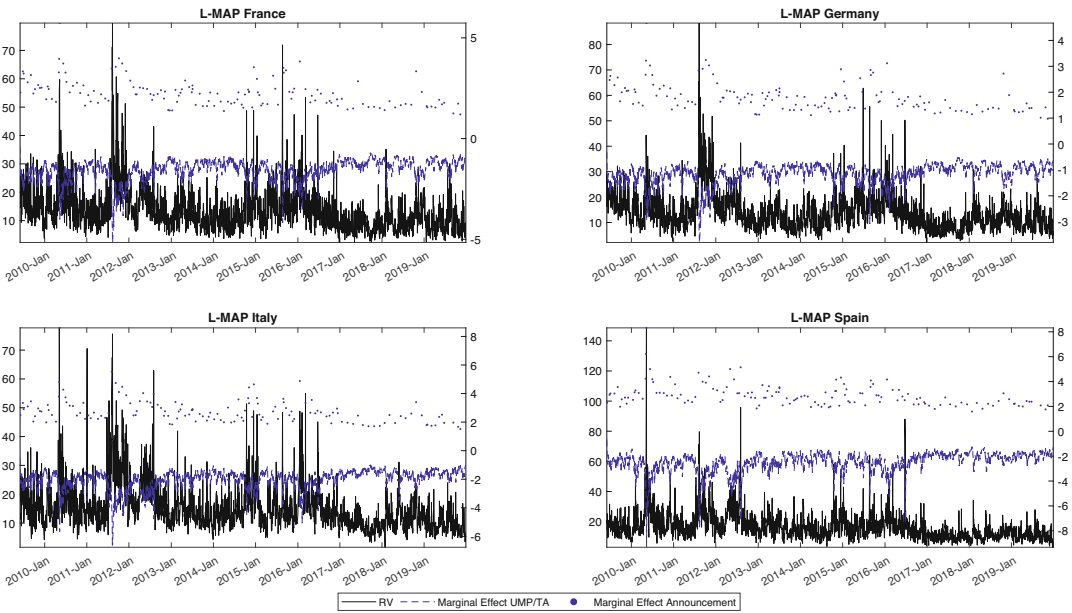 L-MAP France
70
60
50
40
30
20
10
5
0
-5
2010-Jan
2011-Jan
2012-Jan
2013-Jan
2014-Jan
2015-Jan
2016-Jan
2017-Jan
2018-Jan
2019-Jan
L-MAP Germany
80
70
60
50
40
30
20
10
4
3
2
1
0
-1
-2
-3
2010-Jan
2011-Jan
2012-Jan
2013-Jan
2014-Jan
2015-Jan
2016-Jan
2017-Jan
2018-Jan
2019-Jan
L-MAP Italy
70
60
50
40
30
20
10
8
6
4
2
0
-2
-4
-6
2010-Jan
2011-Jan
2012-Jan
2013-Jan
2014-Jan
2015-Jan
2016-Jan
2017-Jan
2018-Jan
2019-Jan
L-MAP Spain
140
120
100
80
60
40
20
8
6
4
2
0
-2
-4
-6
-8
2010-Jan
2011-Jan
2012-Jan
2013-Jan
2014-Jan
2015-Jan
2016-Jan
2017-Jan
2018-Jan
2019-Jan
RV Marginal Effect UMP/TA Marginal Effect Announcement